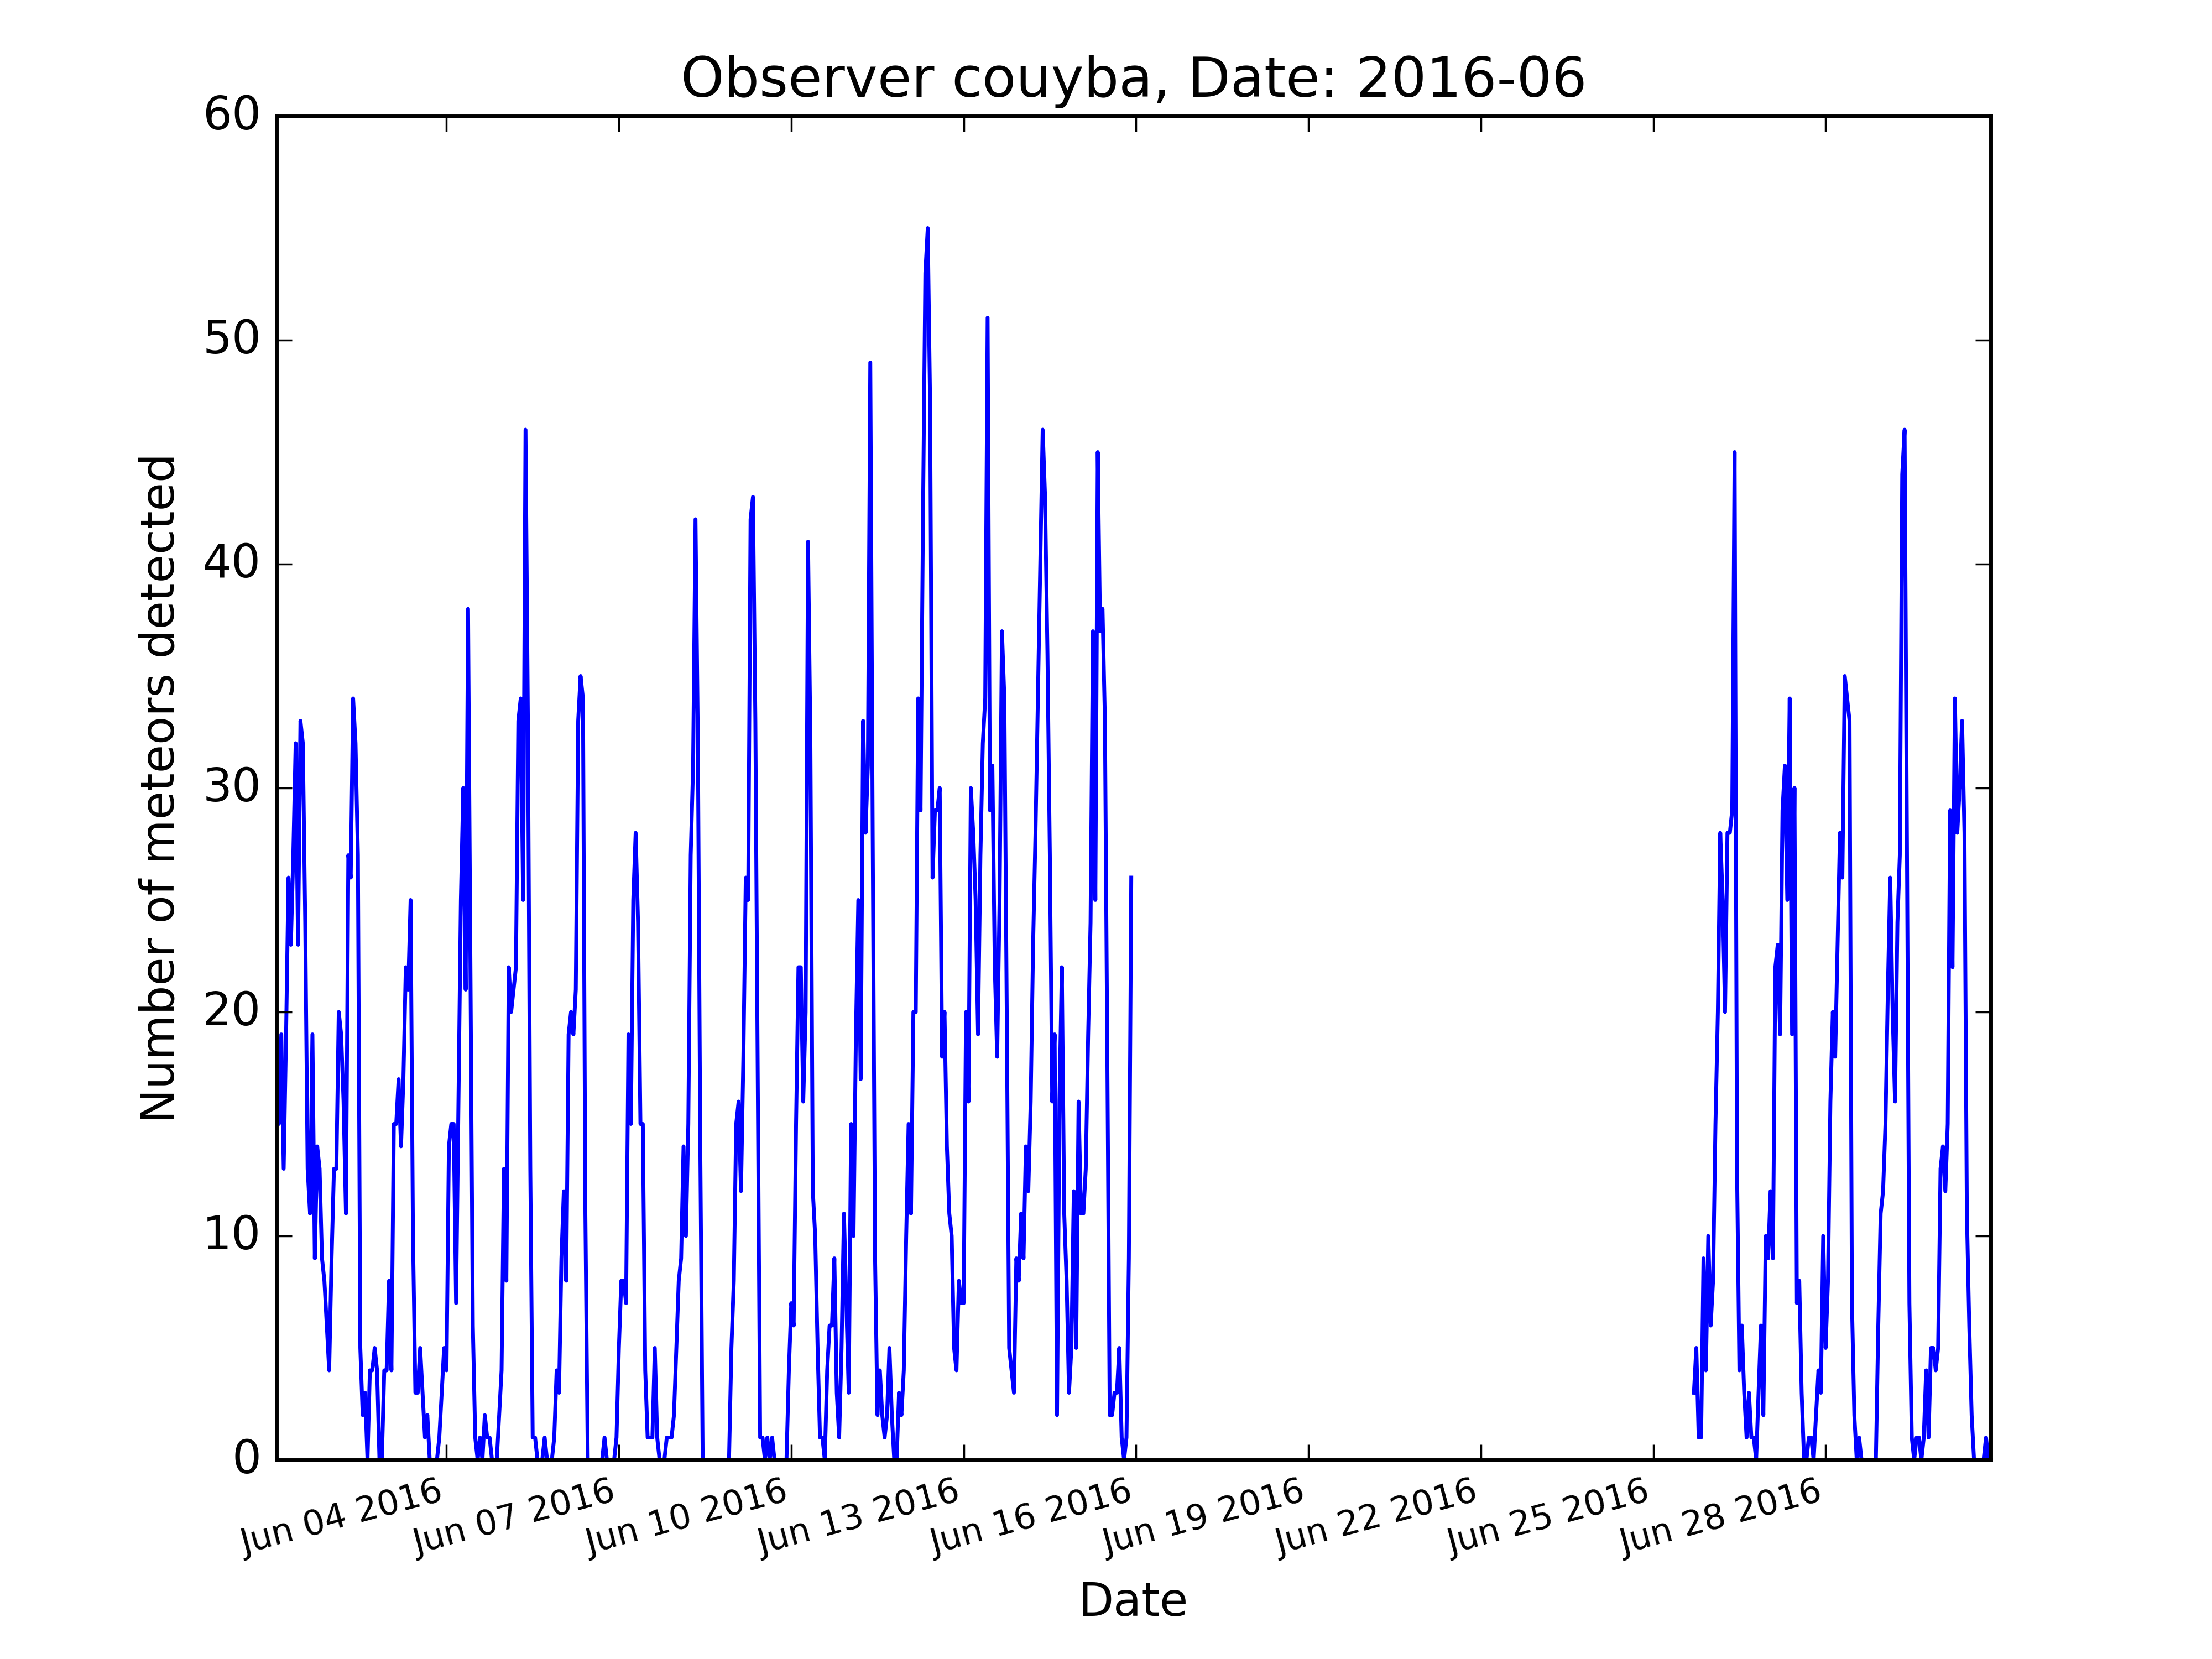 Observer couyba, Date: 2016-06
60
50
40
30
20
10
0
Number of meteors detected
Jun 04 2016
Jun 07 2016
Jun 10 2016
Jun 13 2016
Jun 16 2016
Jun 19 2016
Jun 22 2016
Jun 25 2016
Jun 28 2016
Date